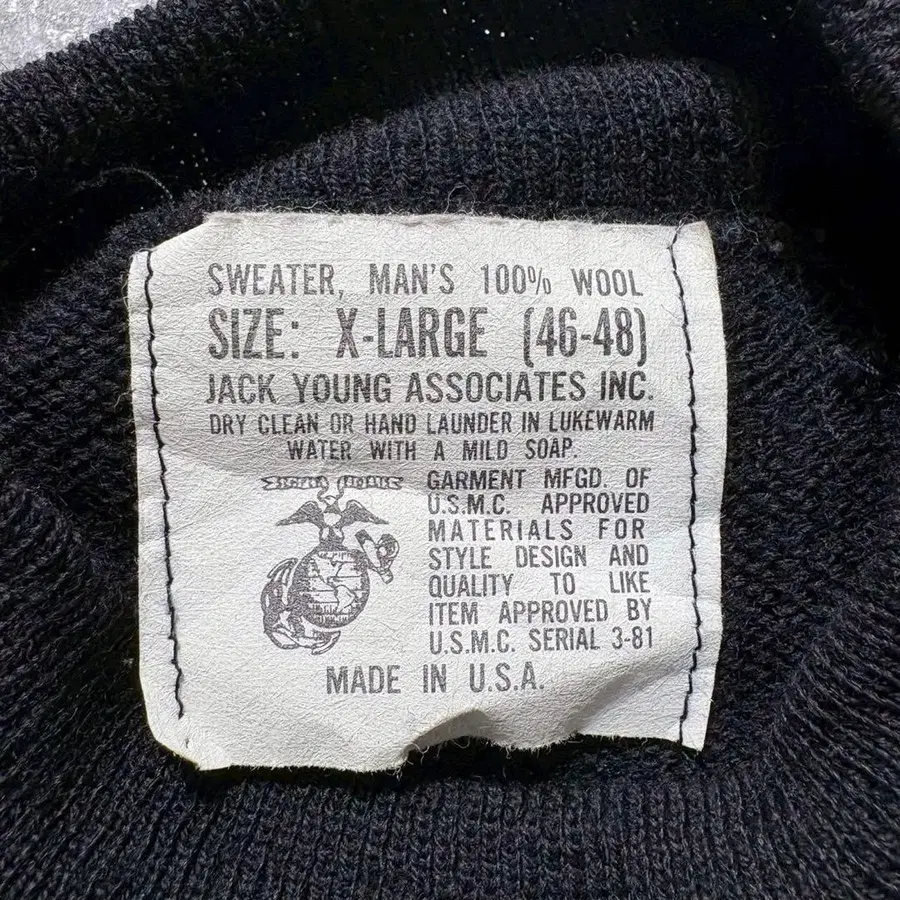 SWEATER, MAN'S 100% WOOL
SIZE: X-LARGE (46-48)
JACK YOUNG ASSOCIATES INC.
DRY CLEAN OR HAND LAUNDER IN LUKEWARM
WATER WITH A MILD SOAP.
GARMENT MFGD. OF
U.S.M.C. APPROVED
MATERIALS FOR
STYLE DESIGN AND
QUALITY TO LIKE
ITEM APPROVED BY
U.S.M.C. SERIAL 3-81
MADE IN U.S.A.